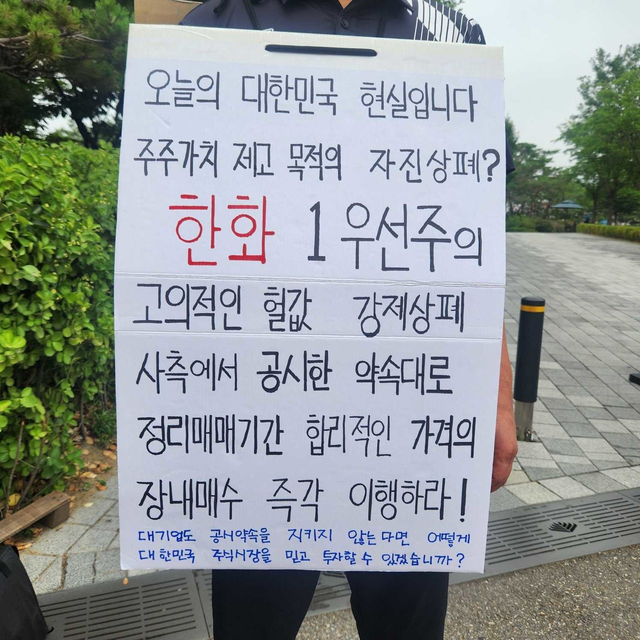 오늘의 대한민국 현실입니다
주주가치 제고 목적의 자진상폐?
한화 1우선주의
고의적인 헐값 강제상폐
사측에서 공시한 약속대로
정리매매기간 합리적인 가격의
장내매수 즉각 이행하라!
대기업도 공시약속을 지키지 않는다면 어떻게
대한민국 주식시장을 믿고 투자할 수 있겠습니까?